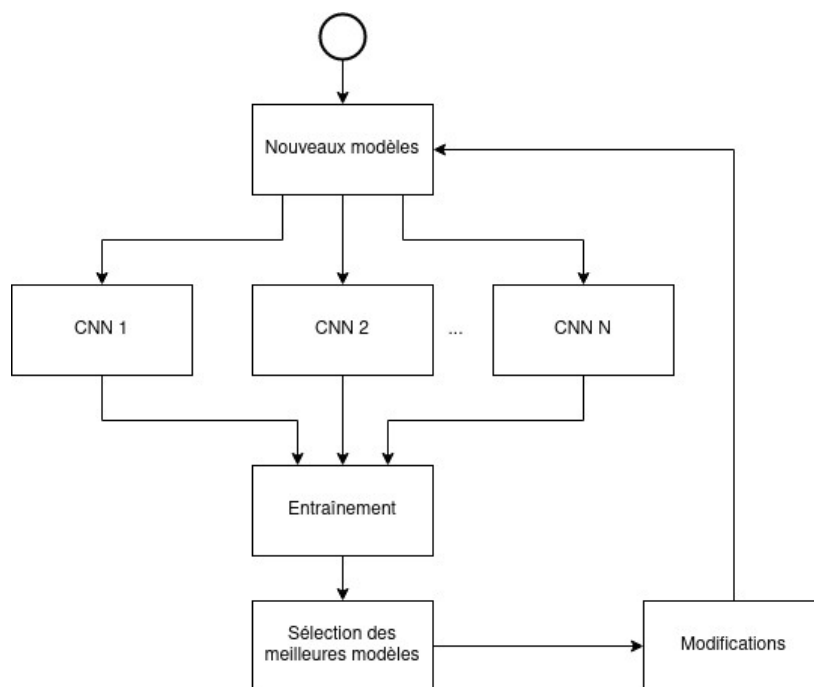 Nouveaux modèles
CNN 1
CNN 2
...
CNN N
Entraînement
Sélection des
meilleures modèles
Modifications